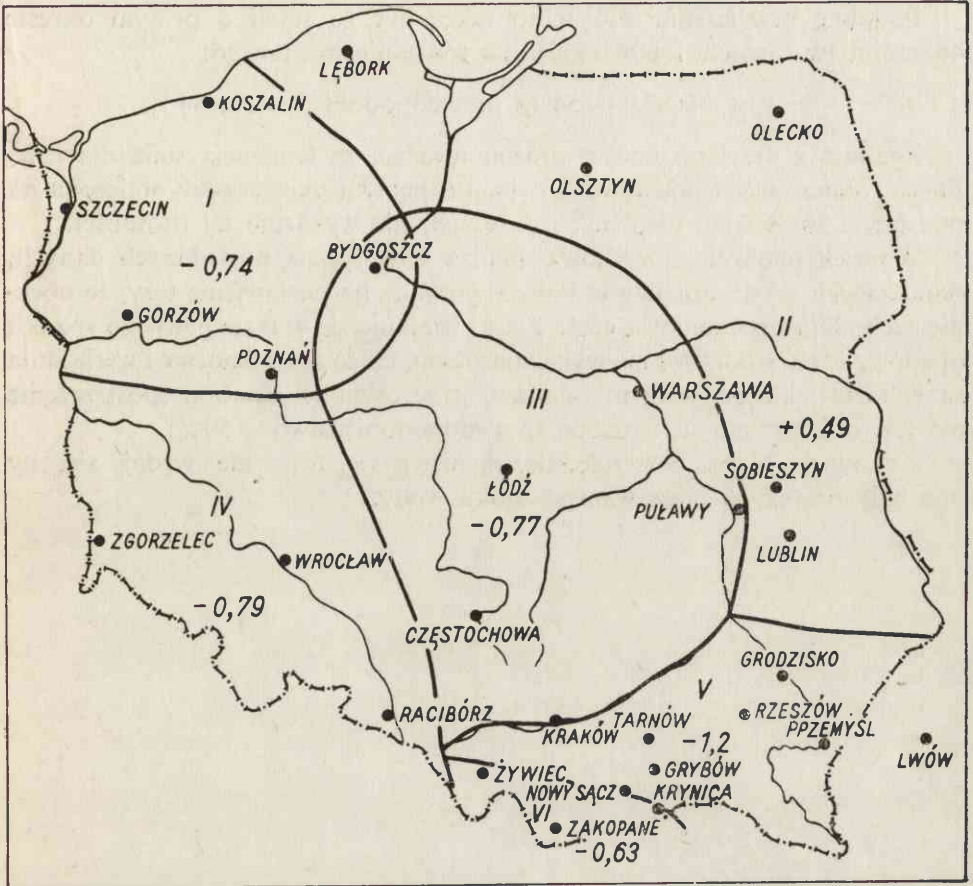 LĘBORK
KOSZALIN
OLECKO
OLSZTYN
SZCZECIN
I
BYDGOSZCZ
- 0,74
GORZÓW
II
POZNAŃ
WARSZAWA
III
+ 0,49
SOBIESZYN
ŁÓDŹ
IV
PUŁAWY
- 0,77
ZGORZELEC
WROCŁAW
LUBLIN
- 0,79
CZĘSTOCHOWA
GRODZISKO
V
RACIBÓRZ
TARNÓW
RZESZÓW
KRAKÓW
PPZEMYŚL
- 1,2
LWÓW
ŻYWIEC
GRYBÓW
NOWY SĄCZ
KRYNICA
VI
ZAKOPANE
- 0,63